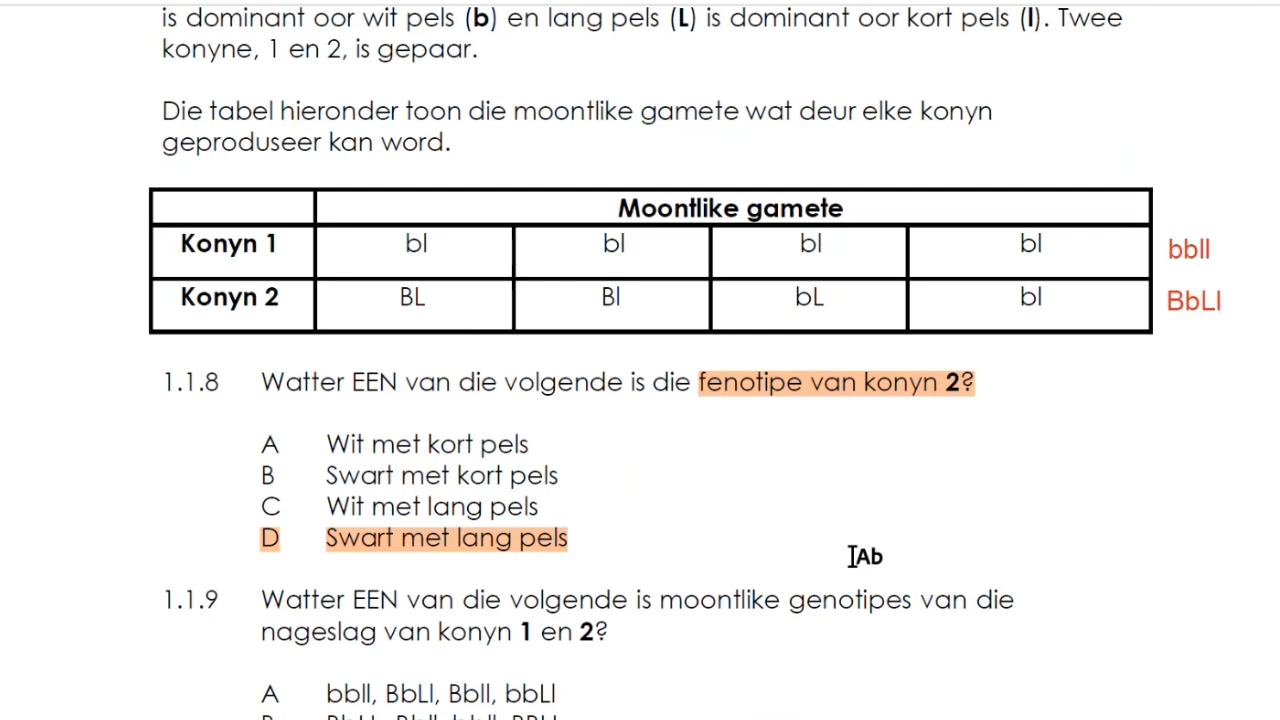 is dominant oor wit pels (b) en lang pels (L) is dominant oor kort pels (l). Twee
konyne, 1 en 2, is gepaar.
Die tabel hieronder toon die moontlike gamete wat deur elke konyn
geproduseer kan word.
Moontlike gamete
Konyn 1 bl bl bl bl bbll
Konyn 2 BL Bl bL bl BbLl
1.1.8 Watter EEN van die volgende is die fenotipe van konyn 2?
A Wit met kort pels
B Swart met kort pels
C Wit met lang pels
D Swart met lang pels
Ab
1.1.9 Watter EEN van die volgende is moontlike genotipes van die
nageslag van konyn 1 en 2?
A bbll, BbLl, Bbll, bbLl